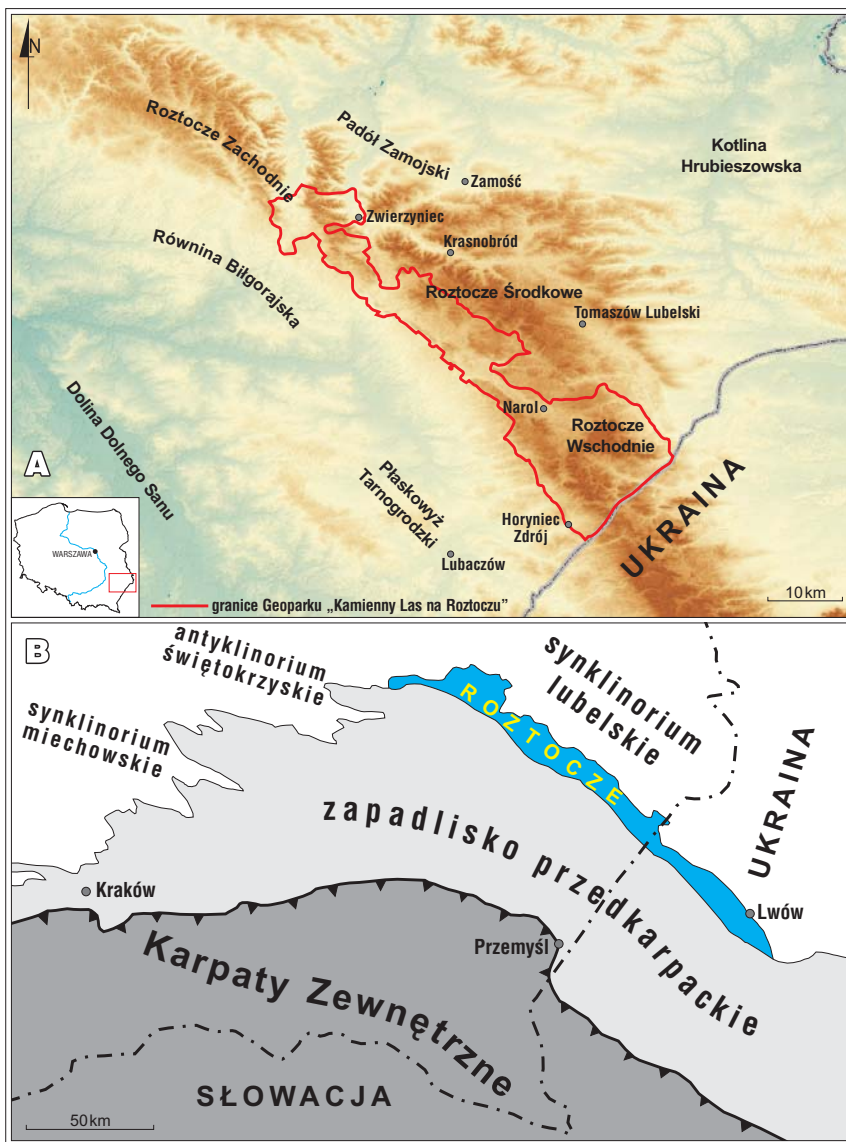 N
Roztocze Zachodnie
Padół Zamojski
Kotlina
Hrubieszowska
Zamość
Zwierzyniec
Równina Biłgorajska
Krasnobród
Roztocze Środkowe
Tomaszów Lubelski
Dolina Dolnego Sanu
Narol
Roztocze
Wschodnie
A
Płaskowyż
Tarnogrodzki
UKRAINA
Horyniec
Zdrój
WARSZAWA
Lubaczów
granice Geoparku „Kamienny Las na Roztoczu”
10 km
B
antyklinorium
świętokrzyskie
synklinorium
lubelskie
ROZTOCZE
synklinorium
miechowskie
UKRAINA
zapadlisko przedkarpackie
Kraków
Lwów
Przemyśl
Karpaty Zewnętrzne
SŁOWACJA
50 km